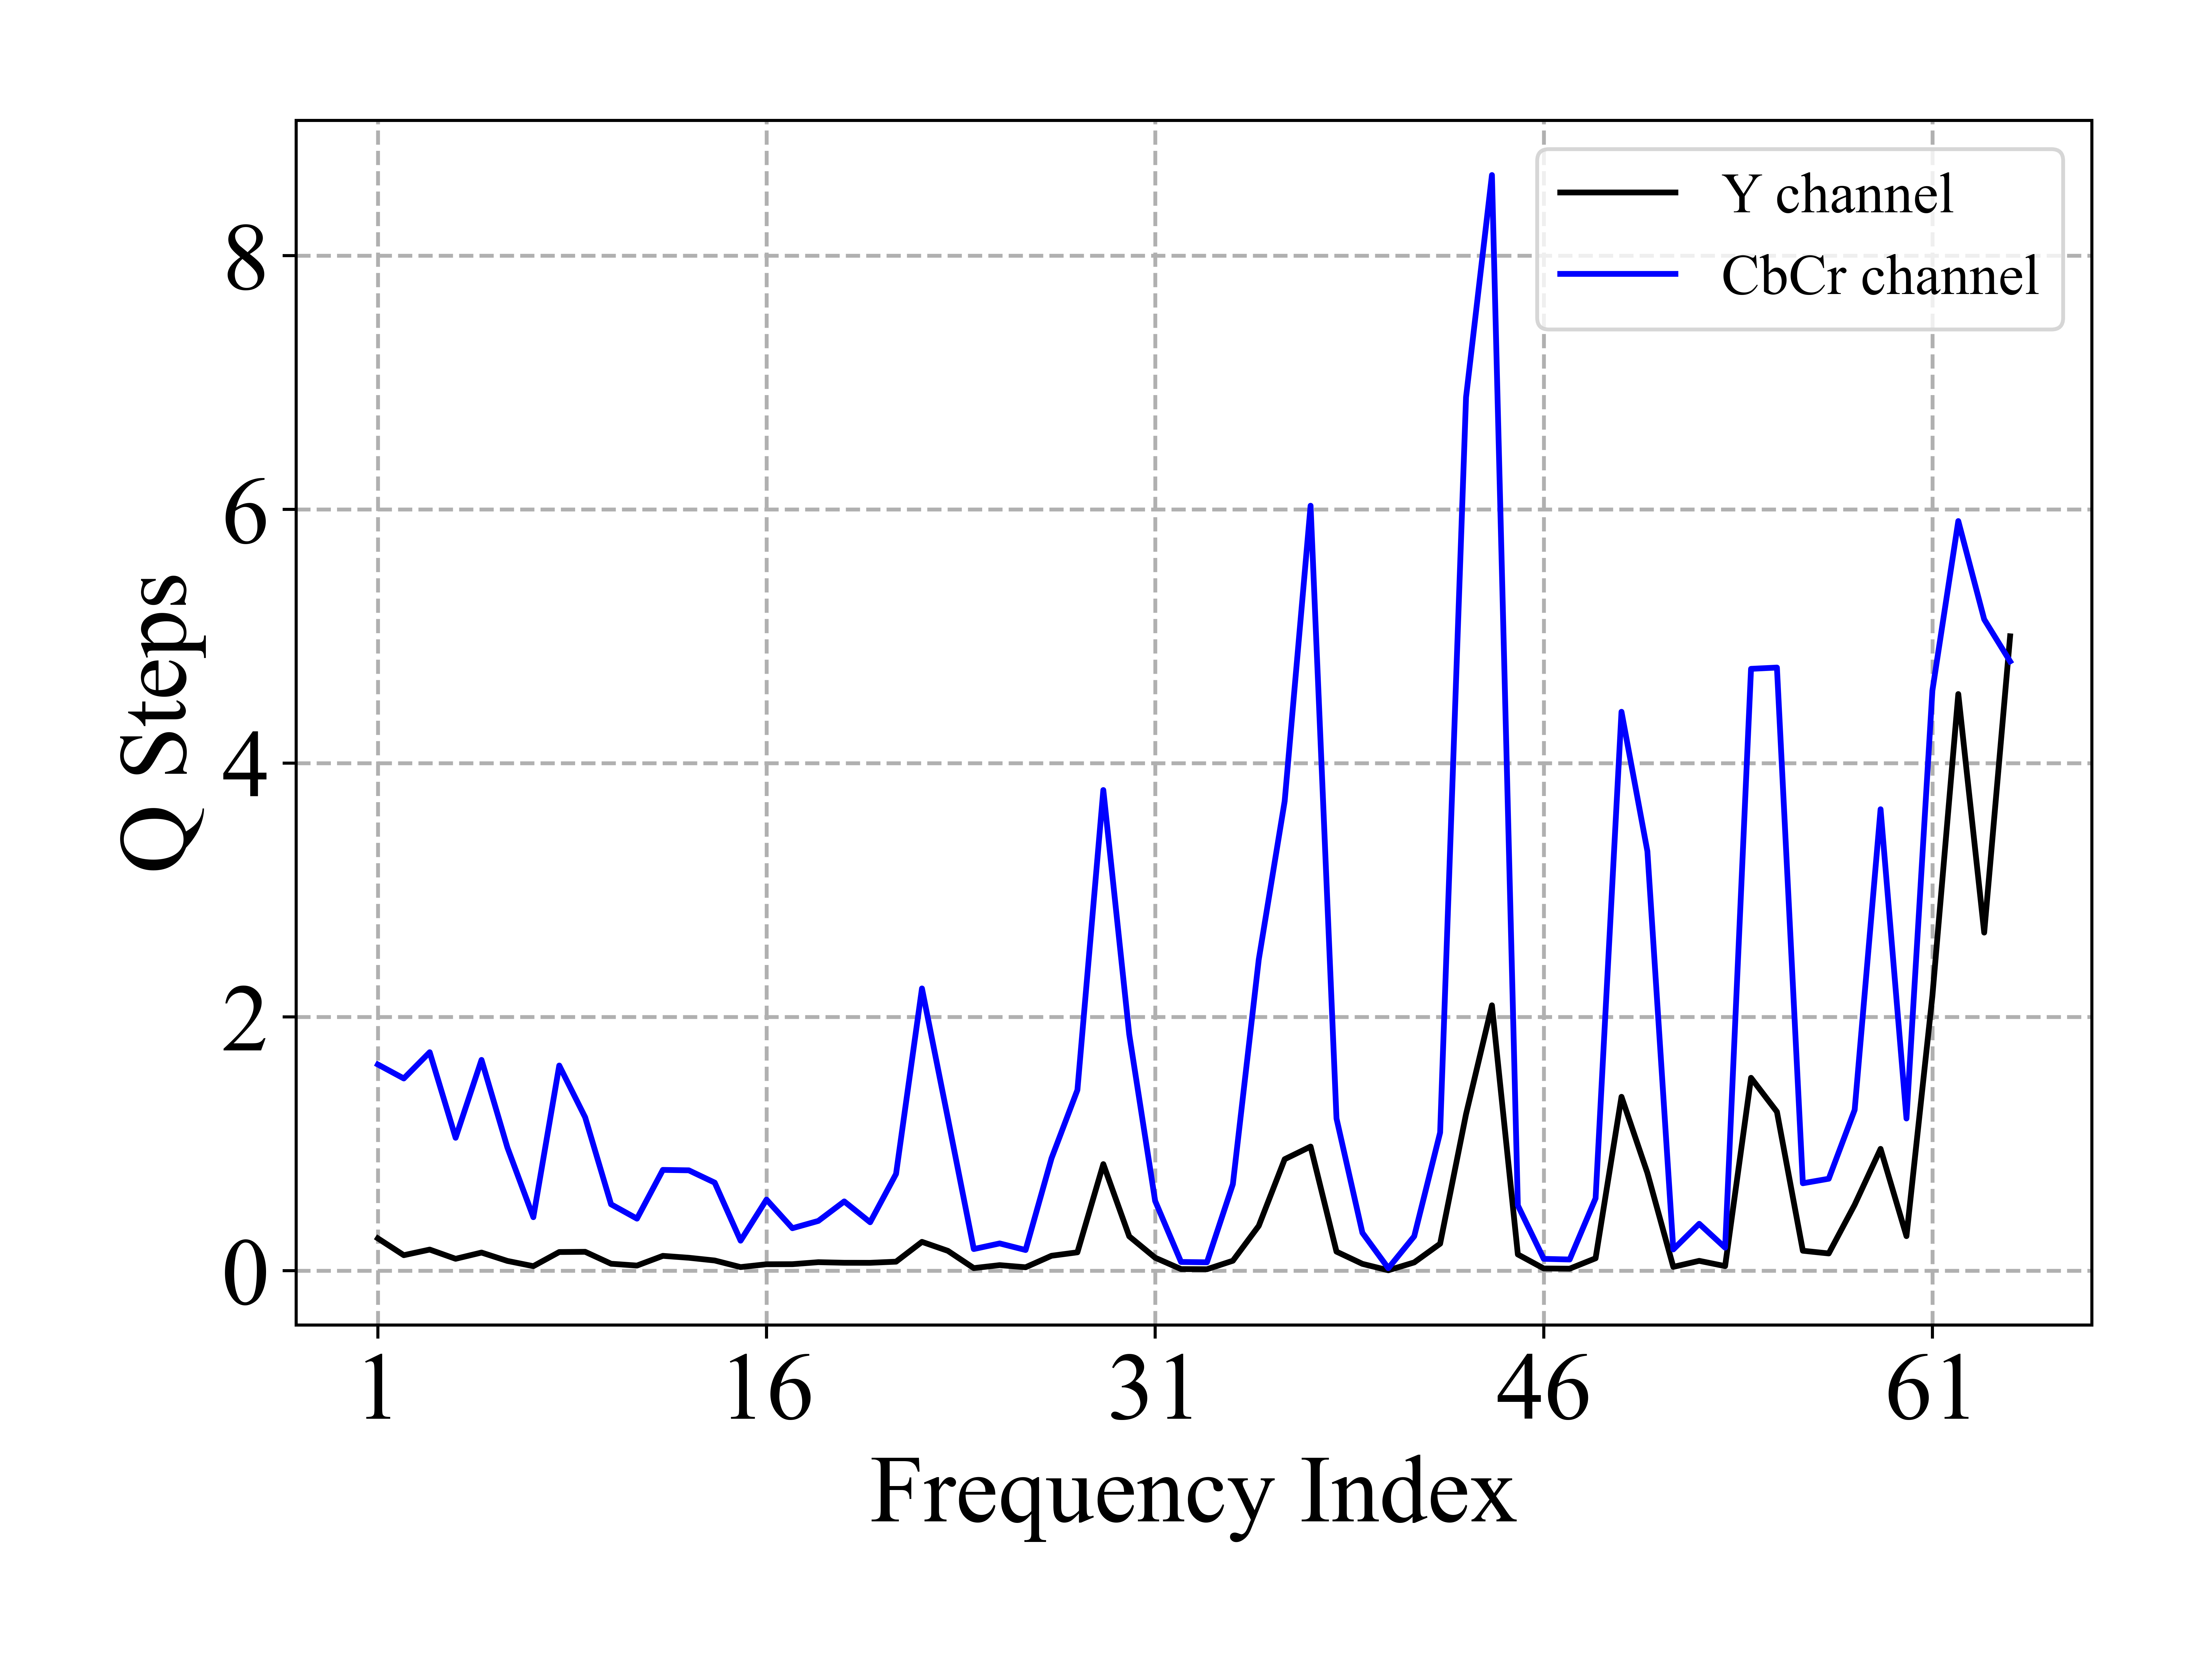 Y channel
CbCr channel
8
6
4
2
0
Q Steps
1 16 31 46 61
Frequency Index